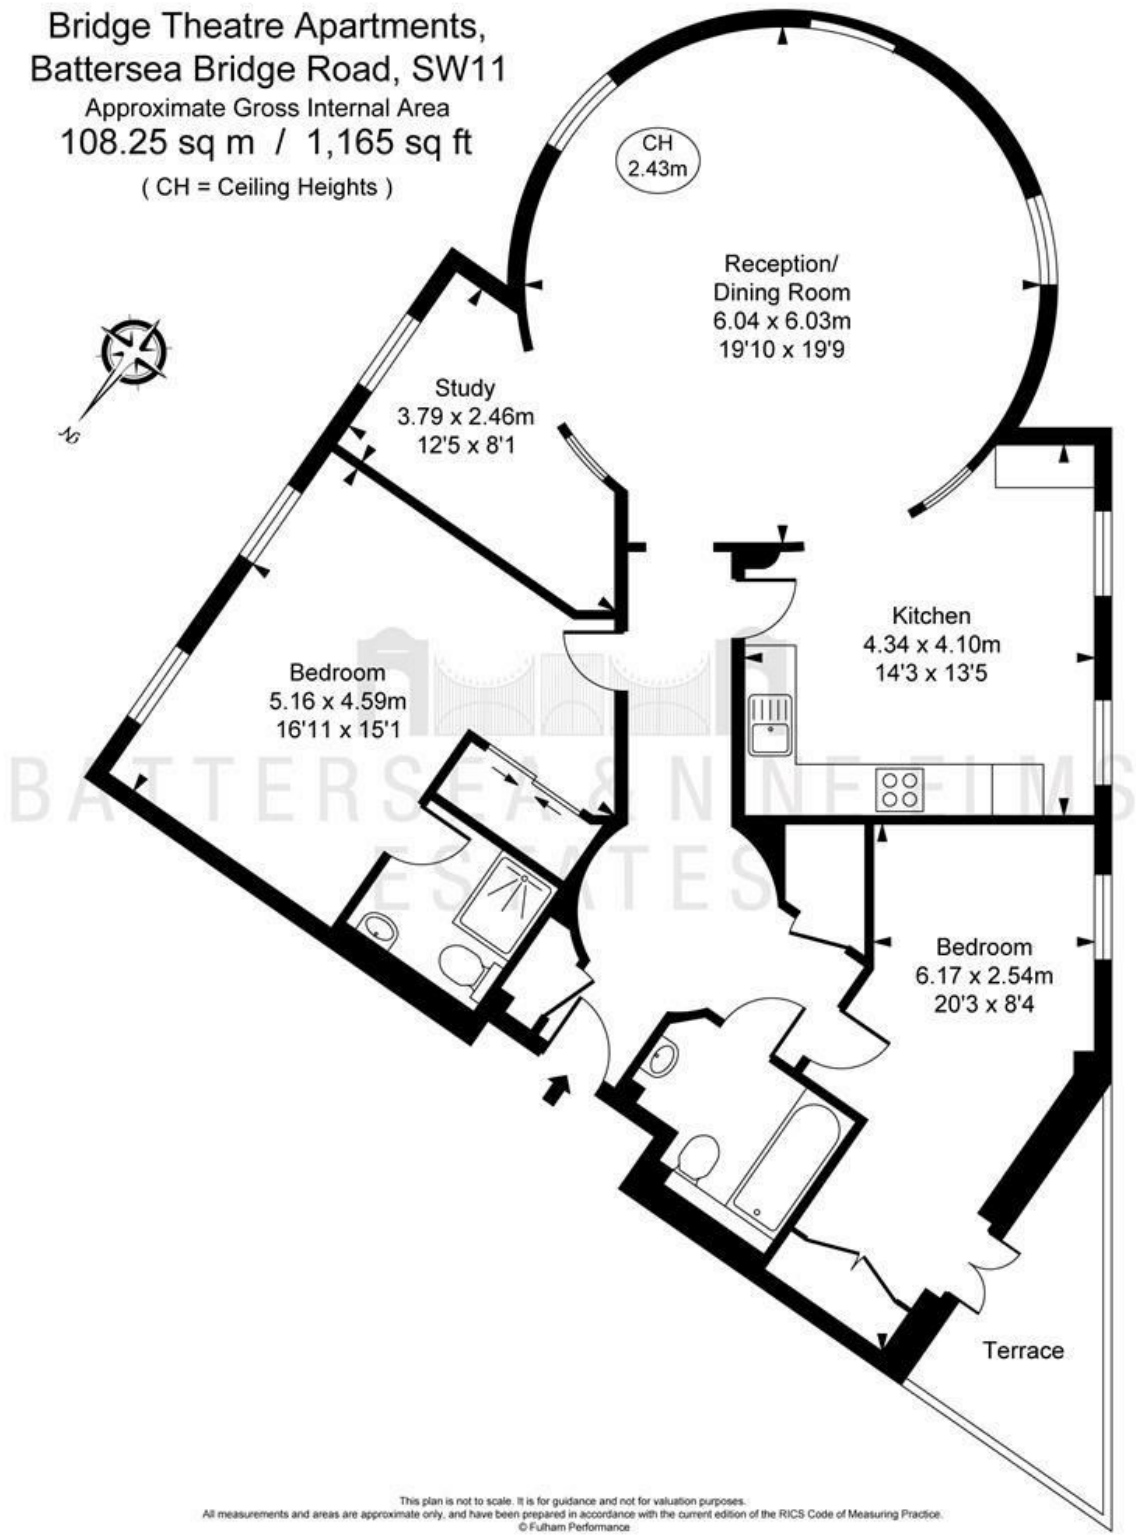 Bridge Theatre Apartments,
Battersea Bridge Road, SW11
Approximate Gross Internal Area
108.25 sq m / 1,165 sq ft
( CH = Ceiling Heights )
CH
2.43m
Reception/
Dining Room
6.04 x 6.03m
19'10 x 19'9
N
Study
3.79 x 2.46m
12'5 x 8'1
Kitchen
4.34 x 4.10m
14'3 x 13'5
Bedroom
5.16 x 4.59m
16'11 x 15'1
BATTERSEA & NINE ELMS
ESTATES
Bedroom
6.17 x 2.54m
20'3 x 8'4
Terrace
This plan is not to scale. It is for guidance and not for valuation purposes.
All measurements and areas are approximate only, and have been prepared in accordance with the current edition of the RICS Code of Measuring Practice.
© Fulham Performance